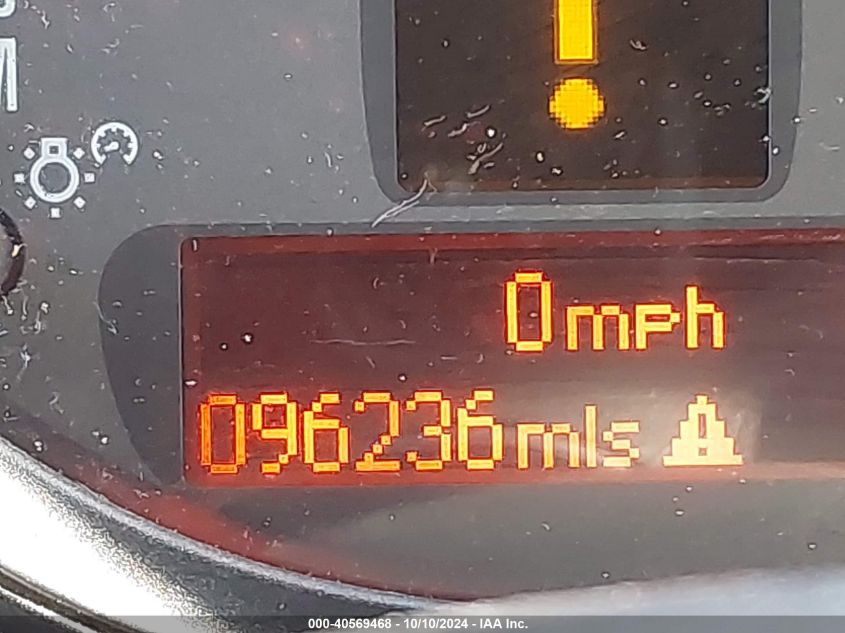 !
0mph
096236mls
000-40569468 - 10/10/2024 - IAA Inc.